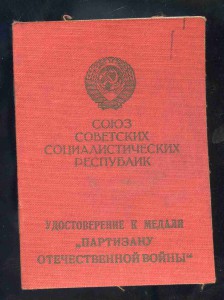 СОЮЗ
СОВЕТСКИХ
СОЦИАЛИСТИЧЕСКИХ
РЕСПУБЛИК
УДОСТОВЕРЕНИЕ К МЕДАЛИ
„ПАРТИЗАНУ
ОТЕЧЕСТВЕННОЙ ВОЙНЫ“